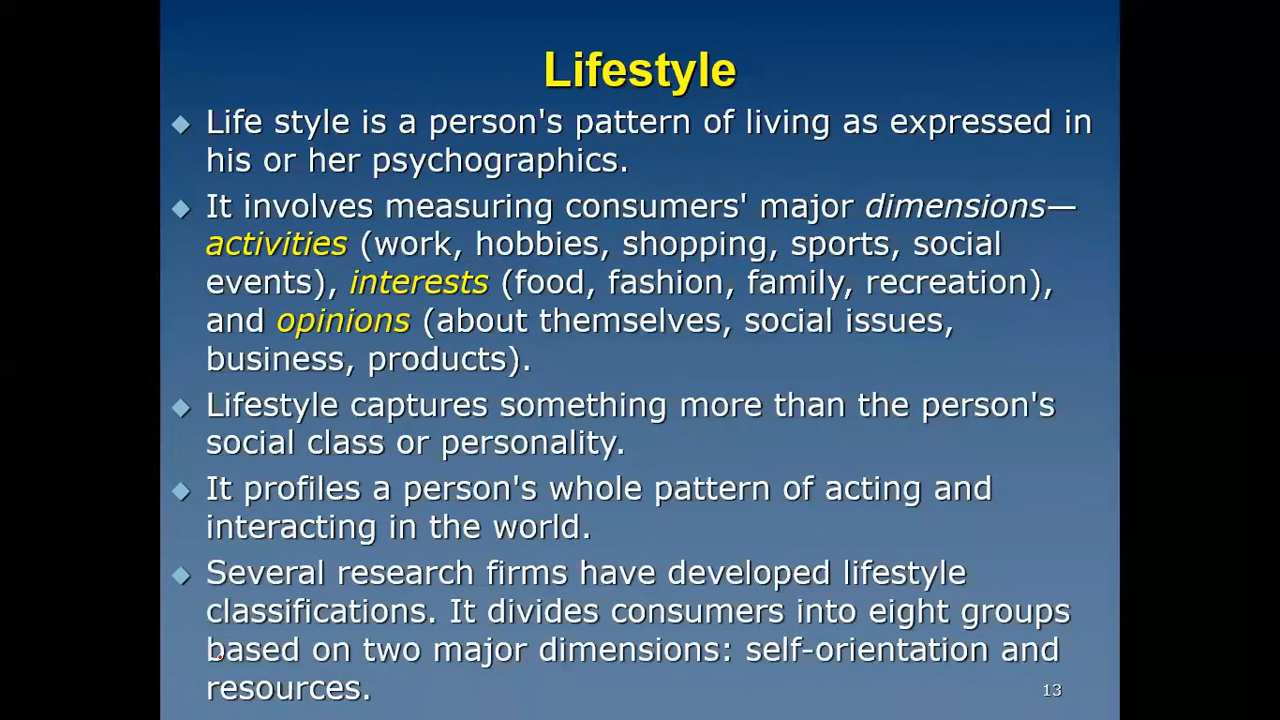 Lifestyle
Life style is a person's pattern of living as expressed in
his or her psychographics.
It involves measuring consumers' major dimensions—
activities (work, hobbies, shopping, sports, social
events), interests (food, fashion, family, recreation),
and opinions (about themselves, social issues,
business, products).
Lifestyle captures something more than the person's
social class or personality.
It profiles a person's whole pattern of acting and
interacting in the world.
Several research firms have developed lifestyle
classifications. It divides consumers into eight groups
based on two major dimensions: self-orientation and
resources.
13